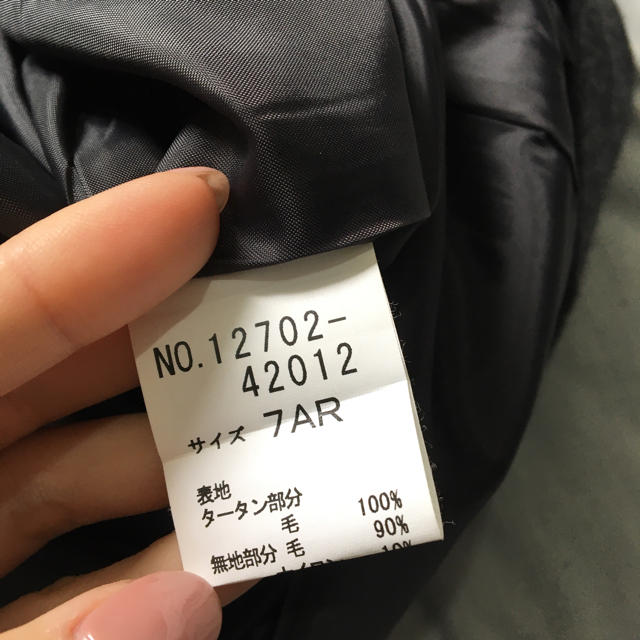 NO.12702-
42012
サイズ 7AR
表地
タータン部分
毛 100%
無地部分 毛 90%